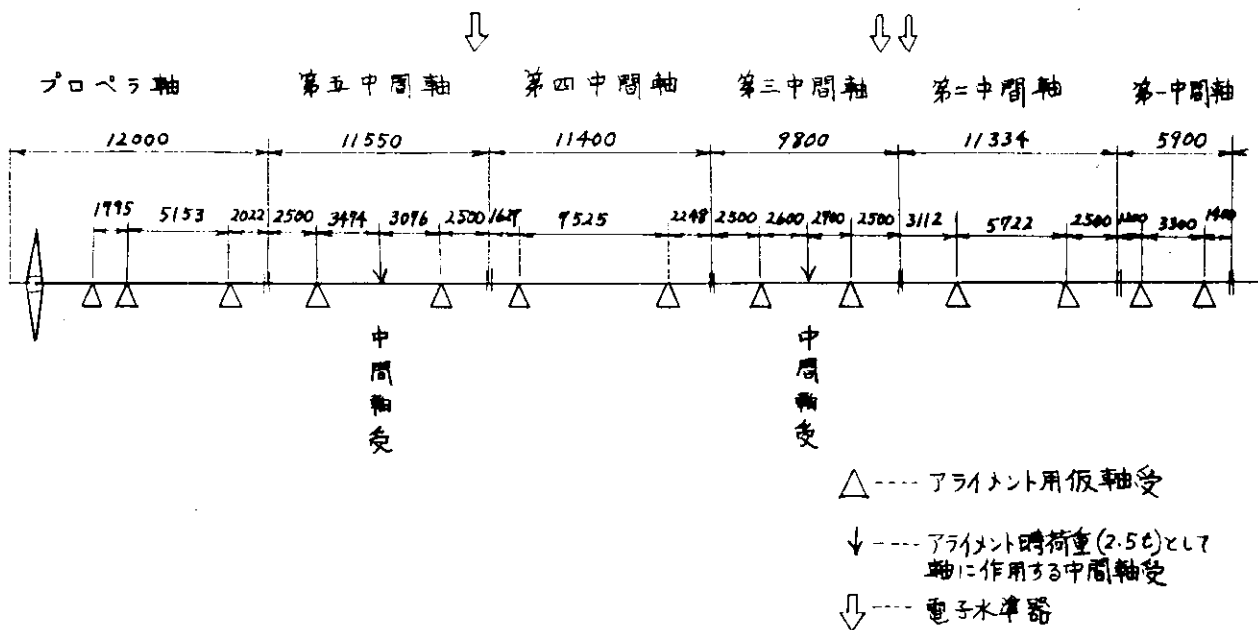 プロペラ軸 第五中間軸 第四中間軸 第三中間軸 第二中間軸 第一中間軸
12000 11550 11400 9800 11334 5900
1795 5153 2022 2500 3474 3076 2500 1627 7525 2248 2500 2600 2900 2500 3112 5722 2500 1200 3300 1400
中間軸受
中間軸受
アライメント用仮軸受
アライメント時荷重(2.5t)として
軸に作用する中間軸受
電子水準器